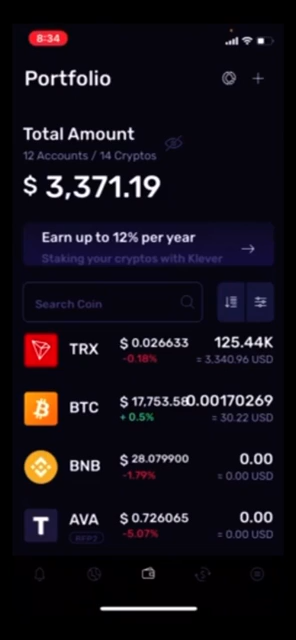 8:34
Portfolio
Total Amount
12 Accounts / 14 Cryptos
$ 3,371.19
Earn up to 12% per year
Staking your cryptos with Klever
Search Coin
TRX $ 0.026633 125.44K
-0.18% = 3,340.96 USD
BTC $ 17,753.58 0.00170269
+ 0.5% = 30.22 USD
BNB $ 28.079900 0.00
-1.79% = 0.00 USD
AVA $ 0.726065 0.00
BEP2 -5.07% = 0.00 USD